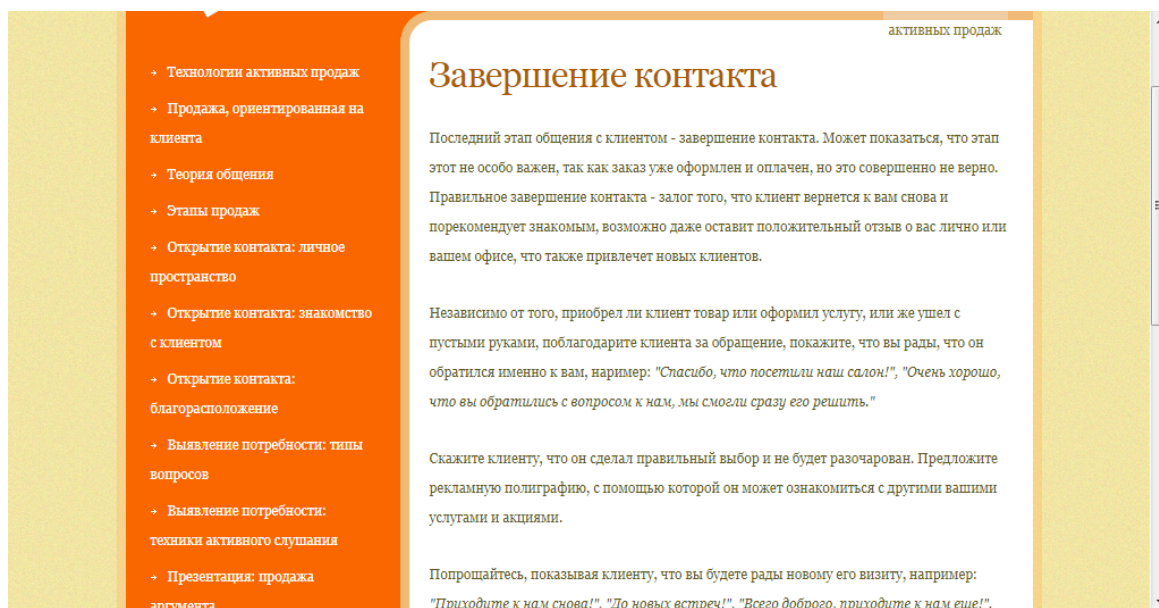 активных продаж
Технологии активных продаж
Продажа, ориентированная на
клиента
Теория общения
Этапы продаж
Открытие контакта: личное
пространство
Открытие контакта: знакомство
с клиентом
Открытие контакта:
благорасположение
Выявление потребности: типы
вопросов
Выявление потребности:
техники активного слушания
Презентация: продажа
аргумента
Завершение контакта
Последний этап общения с клиентом - завершение контакта. Может показаться, что этап
этот не особо важен, так как заказ уже оформлен и оплачен, но это совершенно не верно.
Правильное завершение контакта - залог того, что клиент вернется к вам снова и
порекомендует знакомым, возможно даже оставит положительный отзыв о вас лично или
вашем офисе, что также привлечет новых клиентов.
Независимо от того, приобрел ли клиент товар или оформил услугу, или же ушел с
пустыми руками, поблагодарите клиента за обращение, покажите, что вы рады, что он
обратился именно к вам, наример: "Спасибо, что посетили наш салон!", "Очень хорошо,
что вы обратились с вопросом к нам, мы смогли сразу его решить."
Скажите клиенту, что он сделал правильный выбор и не будет разочарован. Предложите
рекламную полиграфию, с помощью которой он может ознакомиться с другими вашими
услугами и акциями.
Попрощайтесь, показывая клиенту, что вы будете рады новому его визиту, например:
"Приходите к нам снова!", "До новых встреч!", "Всего доброго, приходите к нам еще!".